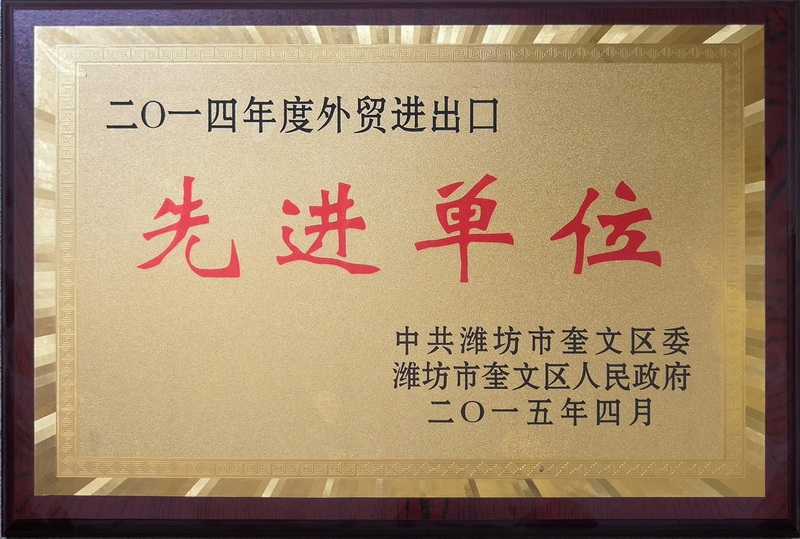 二〇一四年度外贸进出口
先进单位
中共潍坊市奎文区委
潍坊市奎文区人民政府
二〇一五年四月